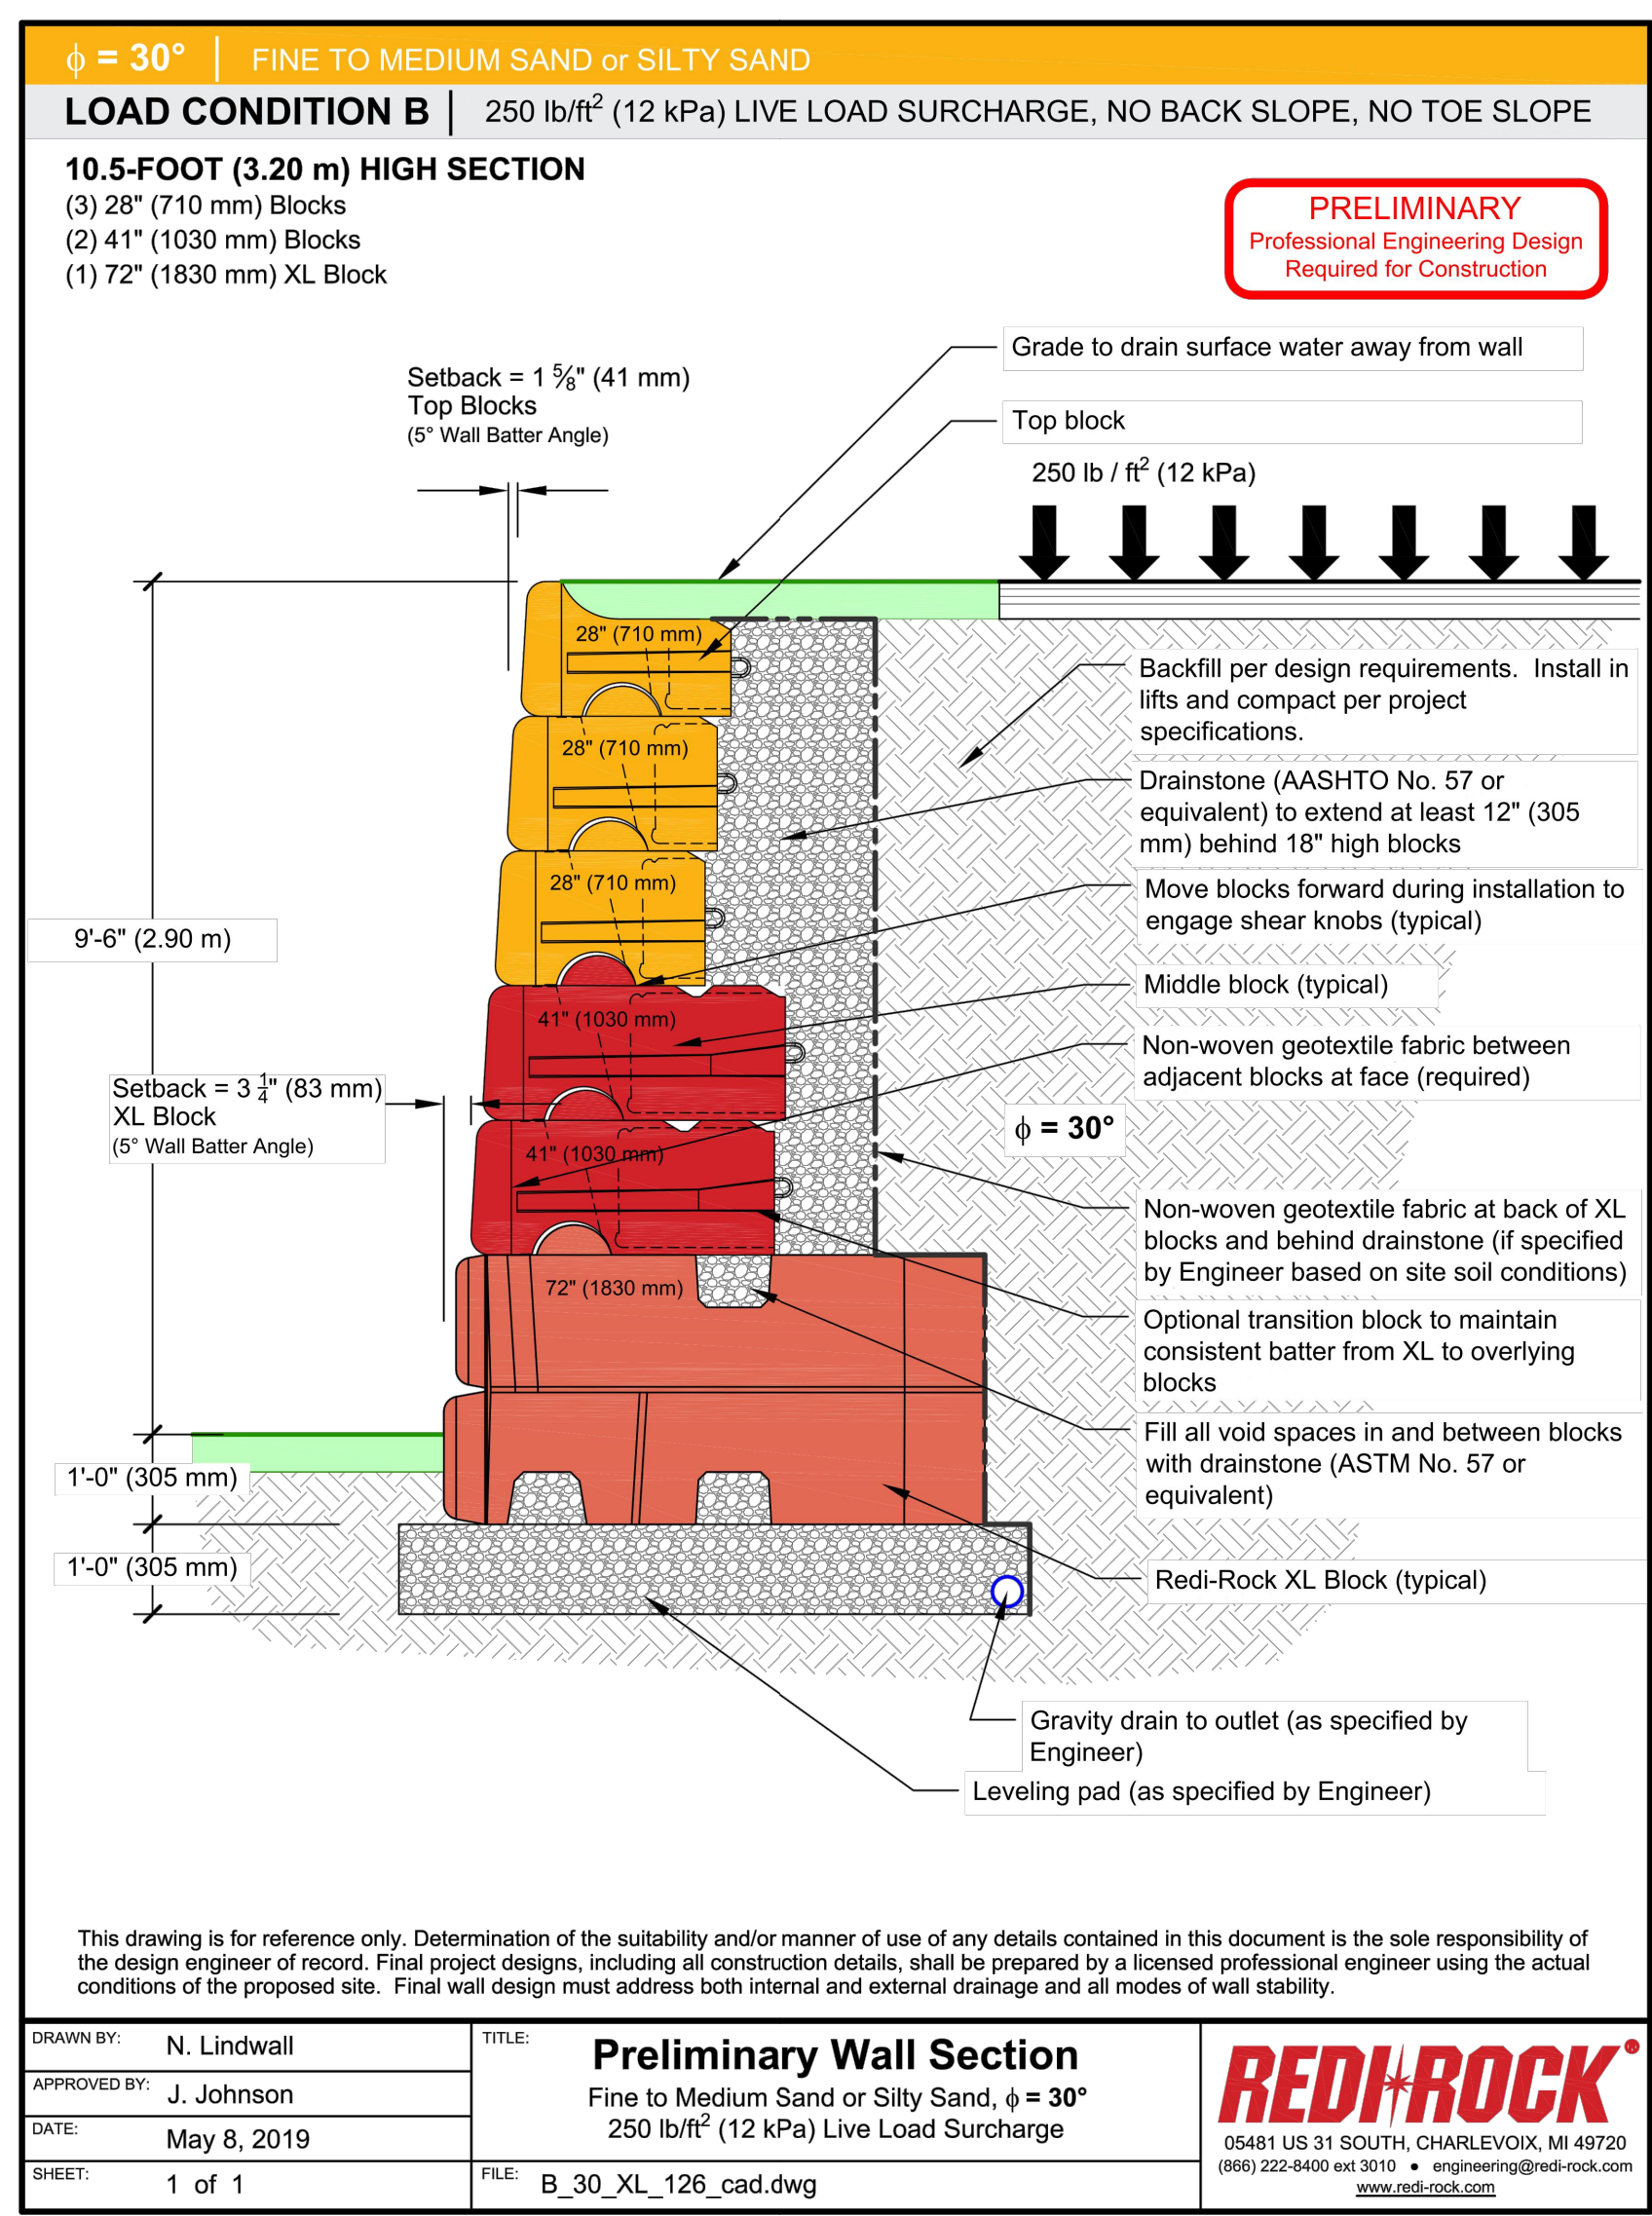 ϕ = 30° | FINE TO MEDIUM SAND or SILTY SAND
LOAD CONDITION B | 250 lb/ft² (12 kPa) LIVE LOAD SURCHARGE, NO BACK SLOPE, NO TOE SLOPE
10.5-FOOT (3.20 m) HIGH SECTION
(3) 28" (710 mm) Blocks
(2) 41" (1030 mm) Blocks
(1) 72" (1830 mm) XL Block
PRELIMINARY
Professional Engineering Design
Required for Construction
Grade to drain surface water away from wall
Setback = 1 ⅝" (41 mm)
Top Blocks
(5° Wall Batter Angle)
Top block
250 lb / ft² (12 kPa)
28" (710 mm)
Backfill per design requirements.  Install in
lifts and compact per project
specifications.
28" (710 mm)
Drainstone (AASHTO No. 57 or
equivalent) to extend at least 12" (305
mm) behind 18" high blocks
28" (710 mm)
Move blocks forward during installation to
engage shear knobs (typical)
9'-6" (2.90 m)
Middle block (typical)
41" (1030 mm)
Non-woven geotextile fabric between
adjacent blocks at face (required)
Setback = 3 ¼" (83 mm)
XL Block
(5° Wall Batter Angle)
ϕ = 30°
41" (1030 mm)
Non-woven geotextile fabric at back of XL
blocks and behind drainstone (if specified
by Engineer based on site soil conditions)
72" (1830 mm)
Optional transition block to maintain
consistent batter from XL to overlying
blocks
Fill all void spaces in and between blocks
with drainstone (ASTM No. 57 or
equivalent)
1'-0" (305 mm)
1'-0" (305 mm)
Redi-Rock XL Block (typical)
Gravity drain to outlet (as specified by
Engineer)
Leveling pad (as specified by Engineer)
This drawing is for reference only. Determination of the suitability and/or manner of use of any details contained in this document is the sole responsibility of
the design engineer of record. Final project designs, including all construction details, shall be prepared by a licensed professional engineer using the actual
conditions of the proposed site.  Final wall design must address both internal and external drainage and all modes of wall stability.
DRAWN BY: N. Lindwall
APPROVED BY: J. Johnson
DATE: May 8, 2019
SHEET: 1 of 1
TITLE: Preliminary Wall Section
Fine to Medium Sand or Silty Sand, ϕ = 30°
250 lb/ft² (12 kPa) Live Load Surcharge
FILE: B_30_XL_126_cad.dwg
REDI ROCK®
05481 US 31 SOUTH, CHARLEVOIX, MI 49720
(866) 222-8400 ext 3010 • engineering@redi-rock.com
www.redi-rock.com